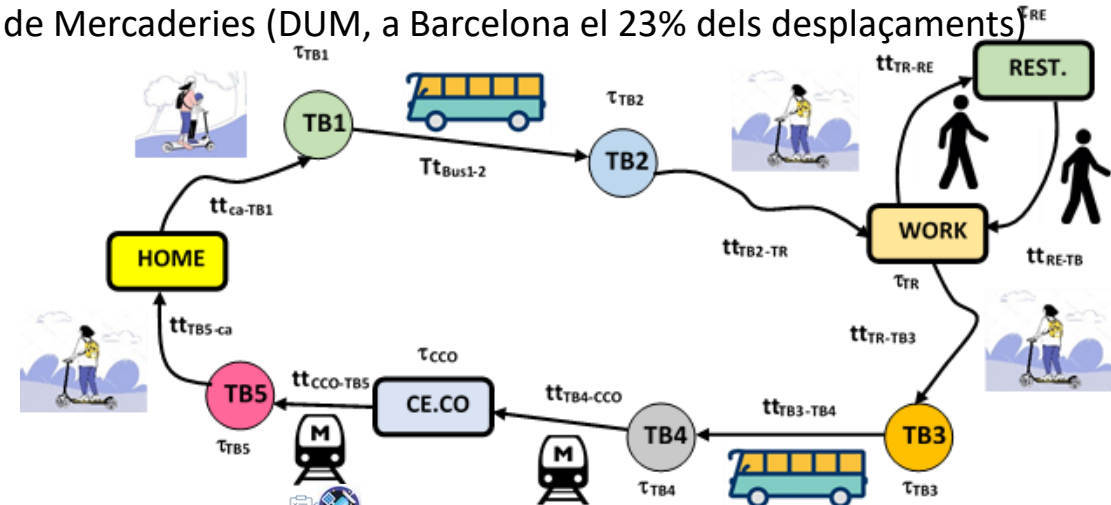 de Mercaderies (DUM, a Barcelona el 23% dels desplaçaments)
τRE
τTB1
ttTR-RE
REST.
τTB2
TB1
TB2
TtBus1-2
ttca-TB1
WORK
HOME
ttTB2-TR
ttRE-TB
τTR
ttTB5-ca
ttTR-TB3
τCCO
ttCCO-TB5
ttTB4-CCO
ttTB3-TB4
TB5
CE.CO
TB4
TB3
τTB5
M
M
τTB4
τTB3